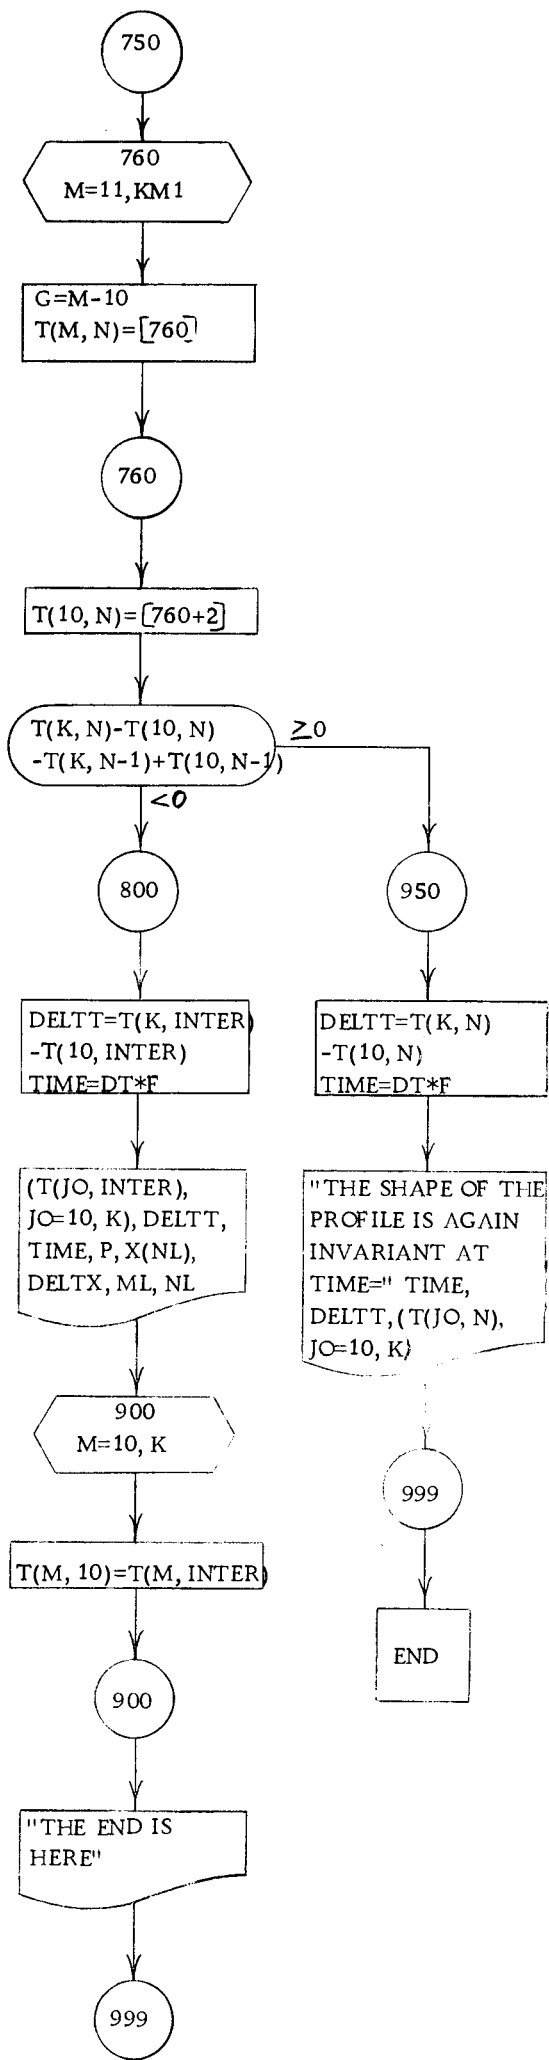 750
760
M=11,KM1
G=M-10
T(M, N)=[760]
760
T(10, N)=[760+2]
T(K, N)-T(10, N)
-T(K, N-1)+T(10, N-1)
≥0
<0
800
DELTT=T(K, INTER)
-T(10, INTER)
TIME=DT*F
(T(JO, INTER),
JO=10, K), DELTT,
TIME, P, X(NL),
DELTX, ML, NL
900
M=10, K
T(M, 10)=T(M, INTER)
900
"THE END IS
HERE"
999
950
DELTT=T(K, N)
-T(10, N)
TIME=DT*F
"THE SHAPE OF THE
PROFILE IS AGAIN
INVARIANT AT
TIME=" TIME,
DELTT, (T(JO, N),
JO=10, K)
999
END